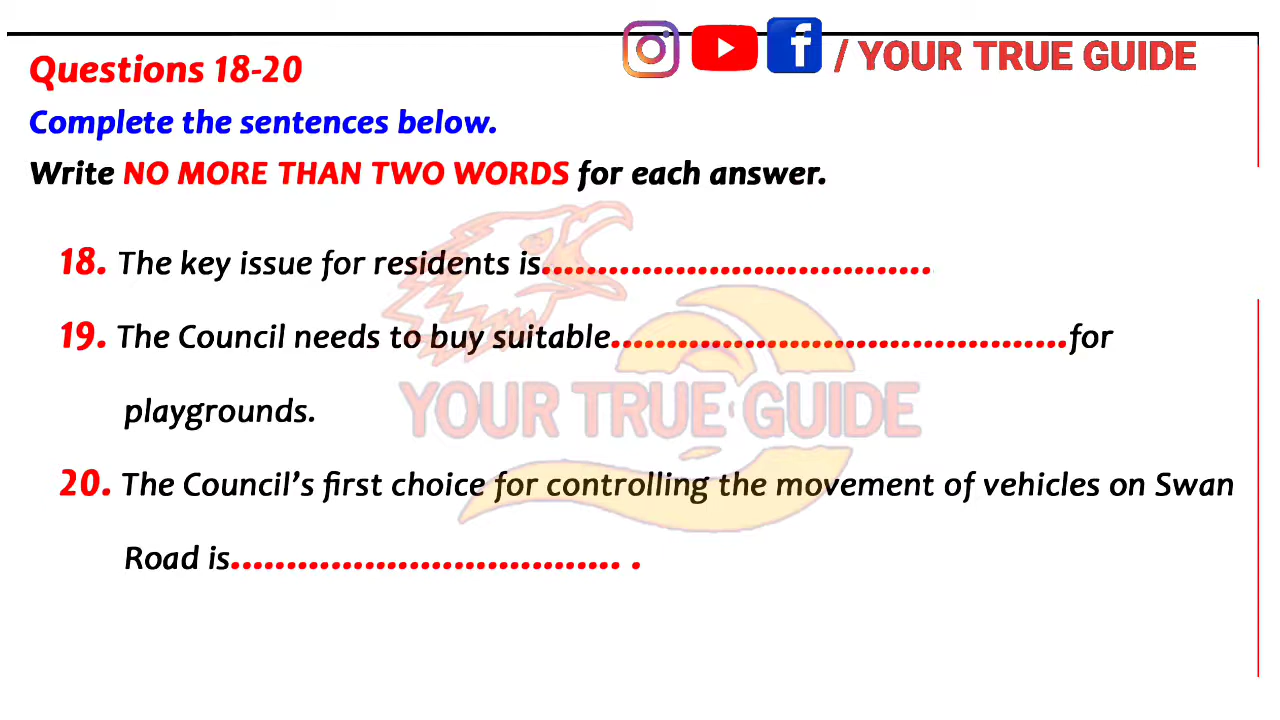 / YOUR TRUE GUIDE
Questions 18-20
Complete the sentences below.
Write NO MORE THAN TWO WORDS for each answer.
18. The key issue for residents is...................................
19. The Council needs to buy suitable.........................................for
playgrounds.
YOUR TRUE GUIDE
20. The Council’s first choice for controlling the movement of vehicles on Swan
Road is................................... .